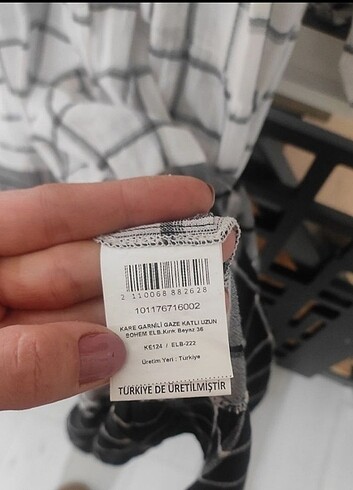 2 110068 882628
101176716002
KARE GARNİLİ GAZE KATLI UZUN
BOHEM ELB.Kırık Beyaz 36
KE124 / ELB-222
Üretim Yeri : Türkiye
TÜRKİYE DE ÜRETİLMİŞTİR